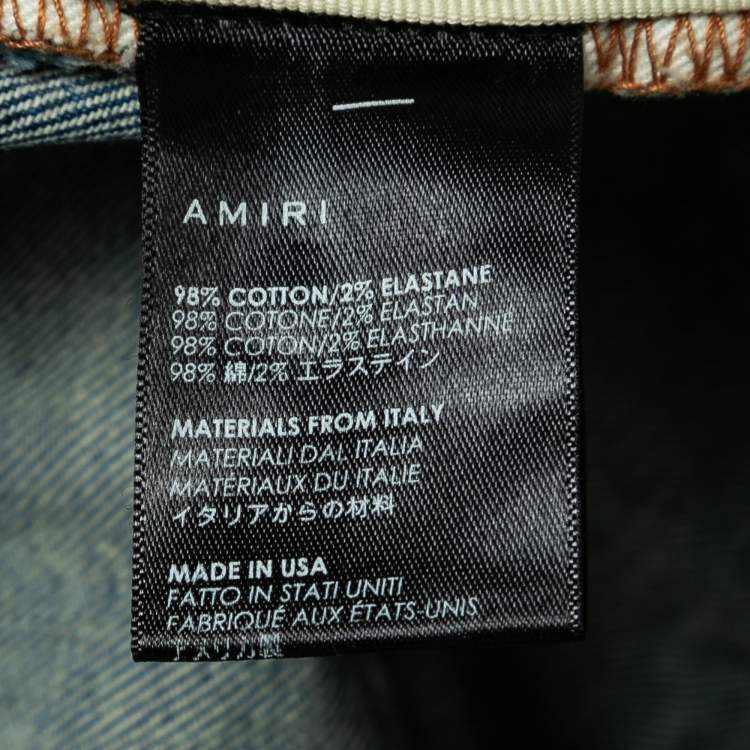 AMIRI
98% COTTON/2% ELASTANE
98% COTONE/2% ELASTAN
98% COTON/2% ELASTHANNE
98% 綿/2% エラステイン
MATERIALS FROM ITALY
MATERIALI DAL ITALIA
MATERIAUX DU ITALIE
イタリアからの材料
MADE IN USA
FATTO IN STATI UNITI
FABRIQUÉ AUX ÉTATS-UNIS